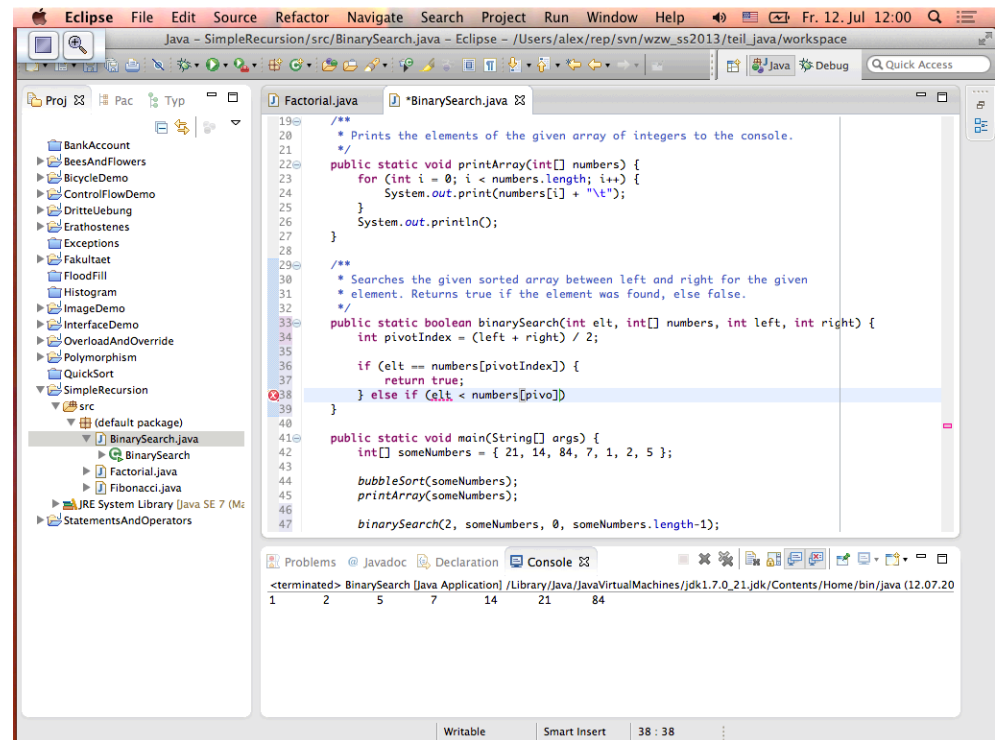 Eclipse File Edit Source Refactor Navigate Search Project Run Window Help Fr. 12. Jul 12:00
Java – SimpleRecursion/src/BinarySearch.java – Eclipse – /Users/alex/rep/svn/wzw_ss2013/teil_java/workspace
Java Debug Quick Access
Proj Pac Typ
BankAccount
BeesAndFlowers
BicycleDemo
ControlFlowDemo
DritteUebung
Erathostenes
Exceptions
Fakultaet
FloodFill
Histogram
ImageDemo
InterfaceDemo
OverloadAndOverride
Polymorphism
QuickSort
SimpleRecursion
src
(default package)
BinarySearch.java
BinarySearch
Factorial.java
Fibonacci.java
JRE System Library [Java SE 7 (Ma
StatementsAndOperators
Factorial.java *BinarySearch.java
19 /**
20 * Prints the elements of the given array of integers to the console.
21 */
22 public static void printArray(int[] numbers) {
23 for (int i = 0; i < numbers.length; i++) {
24 System.out.print(numbers[i] + "\t");
25 }
26 System.out.println();
27 }
28
29 /**
30 * Searches the given sorted array between left and right for the given
31 * element. Returns true if the element was found, else false.
32 */
33 public static boolean binarySearch(int elt, int[] numbers, int left, int right) {
34 int pivotIndex = (left + right) / 2;
35
36 if (elt == numbers[pivotIndex]) {
37 return true;
38 } else if (elt < numbers[pivo])
39 }
40
41 public static void main(String[] args) {
42 int[] someNumbers = { 21, 14, 84, 7, 1, 2, 5 };
43
44 bubbleSort(someNumbers);
45 printArray(someNumbers);
46
47 binarySearch(2, someNumbers, 0, someNumbers.length-1);
Problems @ Javadoc Declaration Console
<terminated> BinarySearch [Java Application] /Library/Java/JavaVirtualMachines/jdk1.7.0_21.jdk/Contents/Home/bin/java (12.07.20
1 2 5 7 14 21 84
Writable Smart Insert 38 : 38